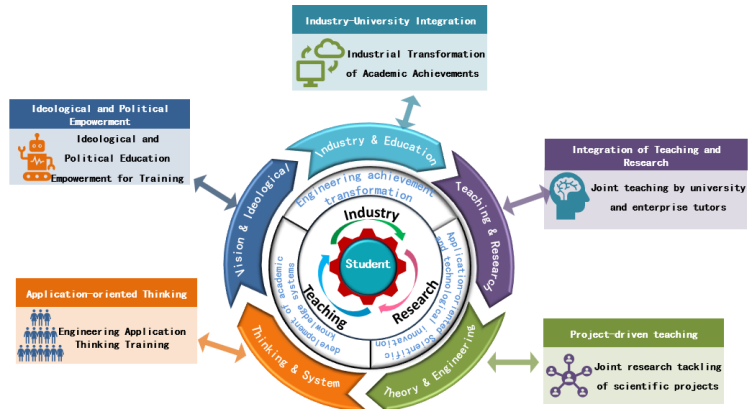 Industry-University Integration
Industrial Transformation
of Academic Achievements
Ideological and Political
Empowerment
Ideological and
Political Education
Empowerment for Training
Integration of Teaching and
Research
Joint teaching by university
and enterprise tutors
Application-oriented Thinking
Engineering Application
Thinking Training
Project-driven teaching
Joint research tackling
of scientific projects
Industry & Education
Teaching & Research
Theory & Engineering
Thinking & System
Vision & Ideological
Engineering achievement
transformation
Application-oriented Scientific
and technological
innovation
development of academic
knowledge systems
Industry
Research
Teaching
Student